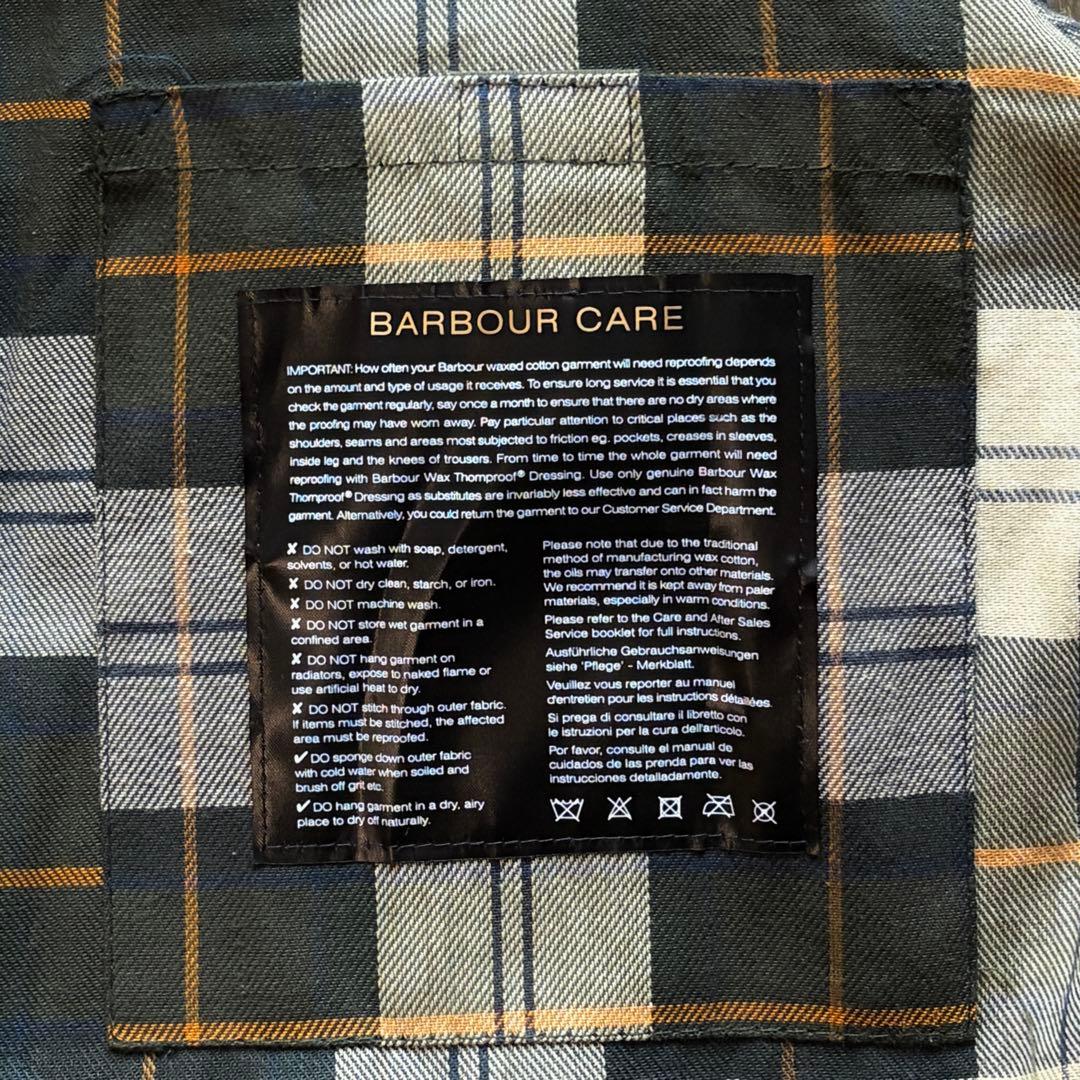 BARBOUR CARE
IMPORTANT: How often your Barbour waxed cotton garment will need reproofing depends
on the amount and type of usage it receives. To ensure long service it is essential that you
check the garment regularly, say once a month to ensure that there are no dry areas where
the proofing may have worn away. Pay particular attention to critical places such as the
shoulders, seams and areas most subjected to friction eg. pockets, creases in sleeves,
inside leg and the knees of trousers. From time to time the whole garment will need
reproofing with Barbour Wax Thornproof® Dressing. Use only genuine Barbour Wax
Thornproof® Dressing as substitutes are invariably less effective and can in fact harm the
garment. Alternatively, you could return the garment to our Customer Service Department.
✘ DO NOT wash with soap, detergent,
solvents, or hot water.
✘ DO NOT dry clean, starch, or iron.
✘ DO NOT machine wash.
✘ DO NOT store wet garment in a
confined area.
✘ DO NOT hang garment on
radiators, expose to naked flame or
use artificial heat to dry.
✘ DO NOT stitch through outer fabric.
If items must be stitched, the affected
area must be reproofed.
✔ DO sponge down outer fabric
with cold water when soiled and
brush off grit etc.
✔ DO hang garment in a dry, airy
place to dry off naturally.
Please note that due to the traditional
method of manufacturing wax cotton,
the oils may transfer onto other materials.
We recommend it is kept away from paler
materials, especially in warm conditions.
Please refer to the Care and After Sales
Service booklet for full instructions.
Ausführliche Gebrauchsanweisungen
siehe 'Pflege' - Merkblatt.
Veuillez vous reporter au manuel
d'entretien pour les instructions détaillées.
Si prega di consultare il libretto con
le istruzioni per la cura dell'articolo.
Por favor, consulte el manual de
cuidados de las prenda para ver las
instrucciones detalladamente.